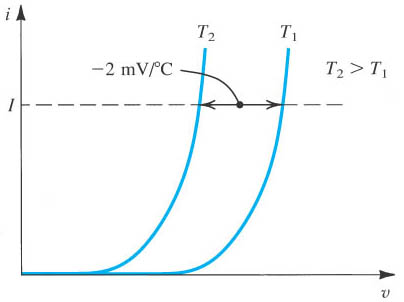 i
T₂ T₁
−2 mV/°C
T₂ > T₁
I
v